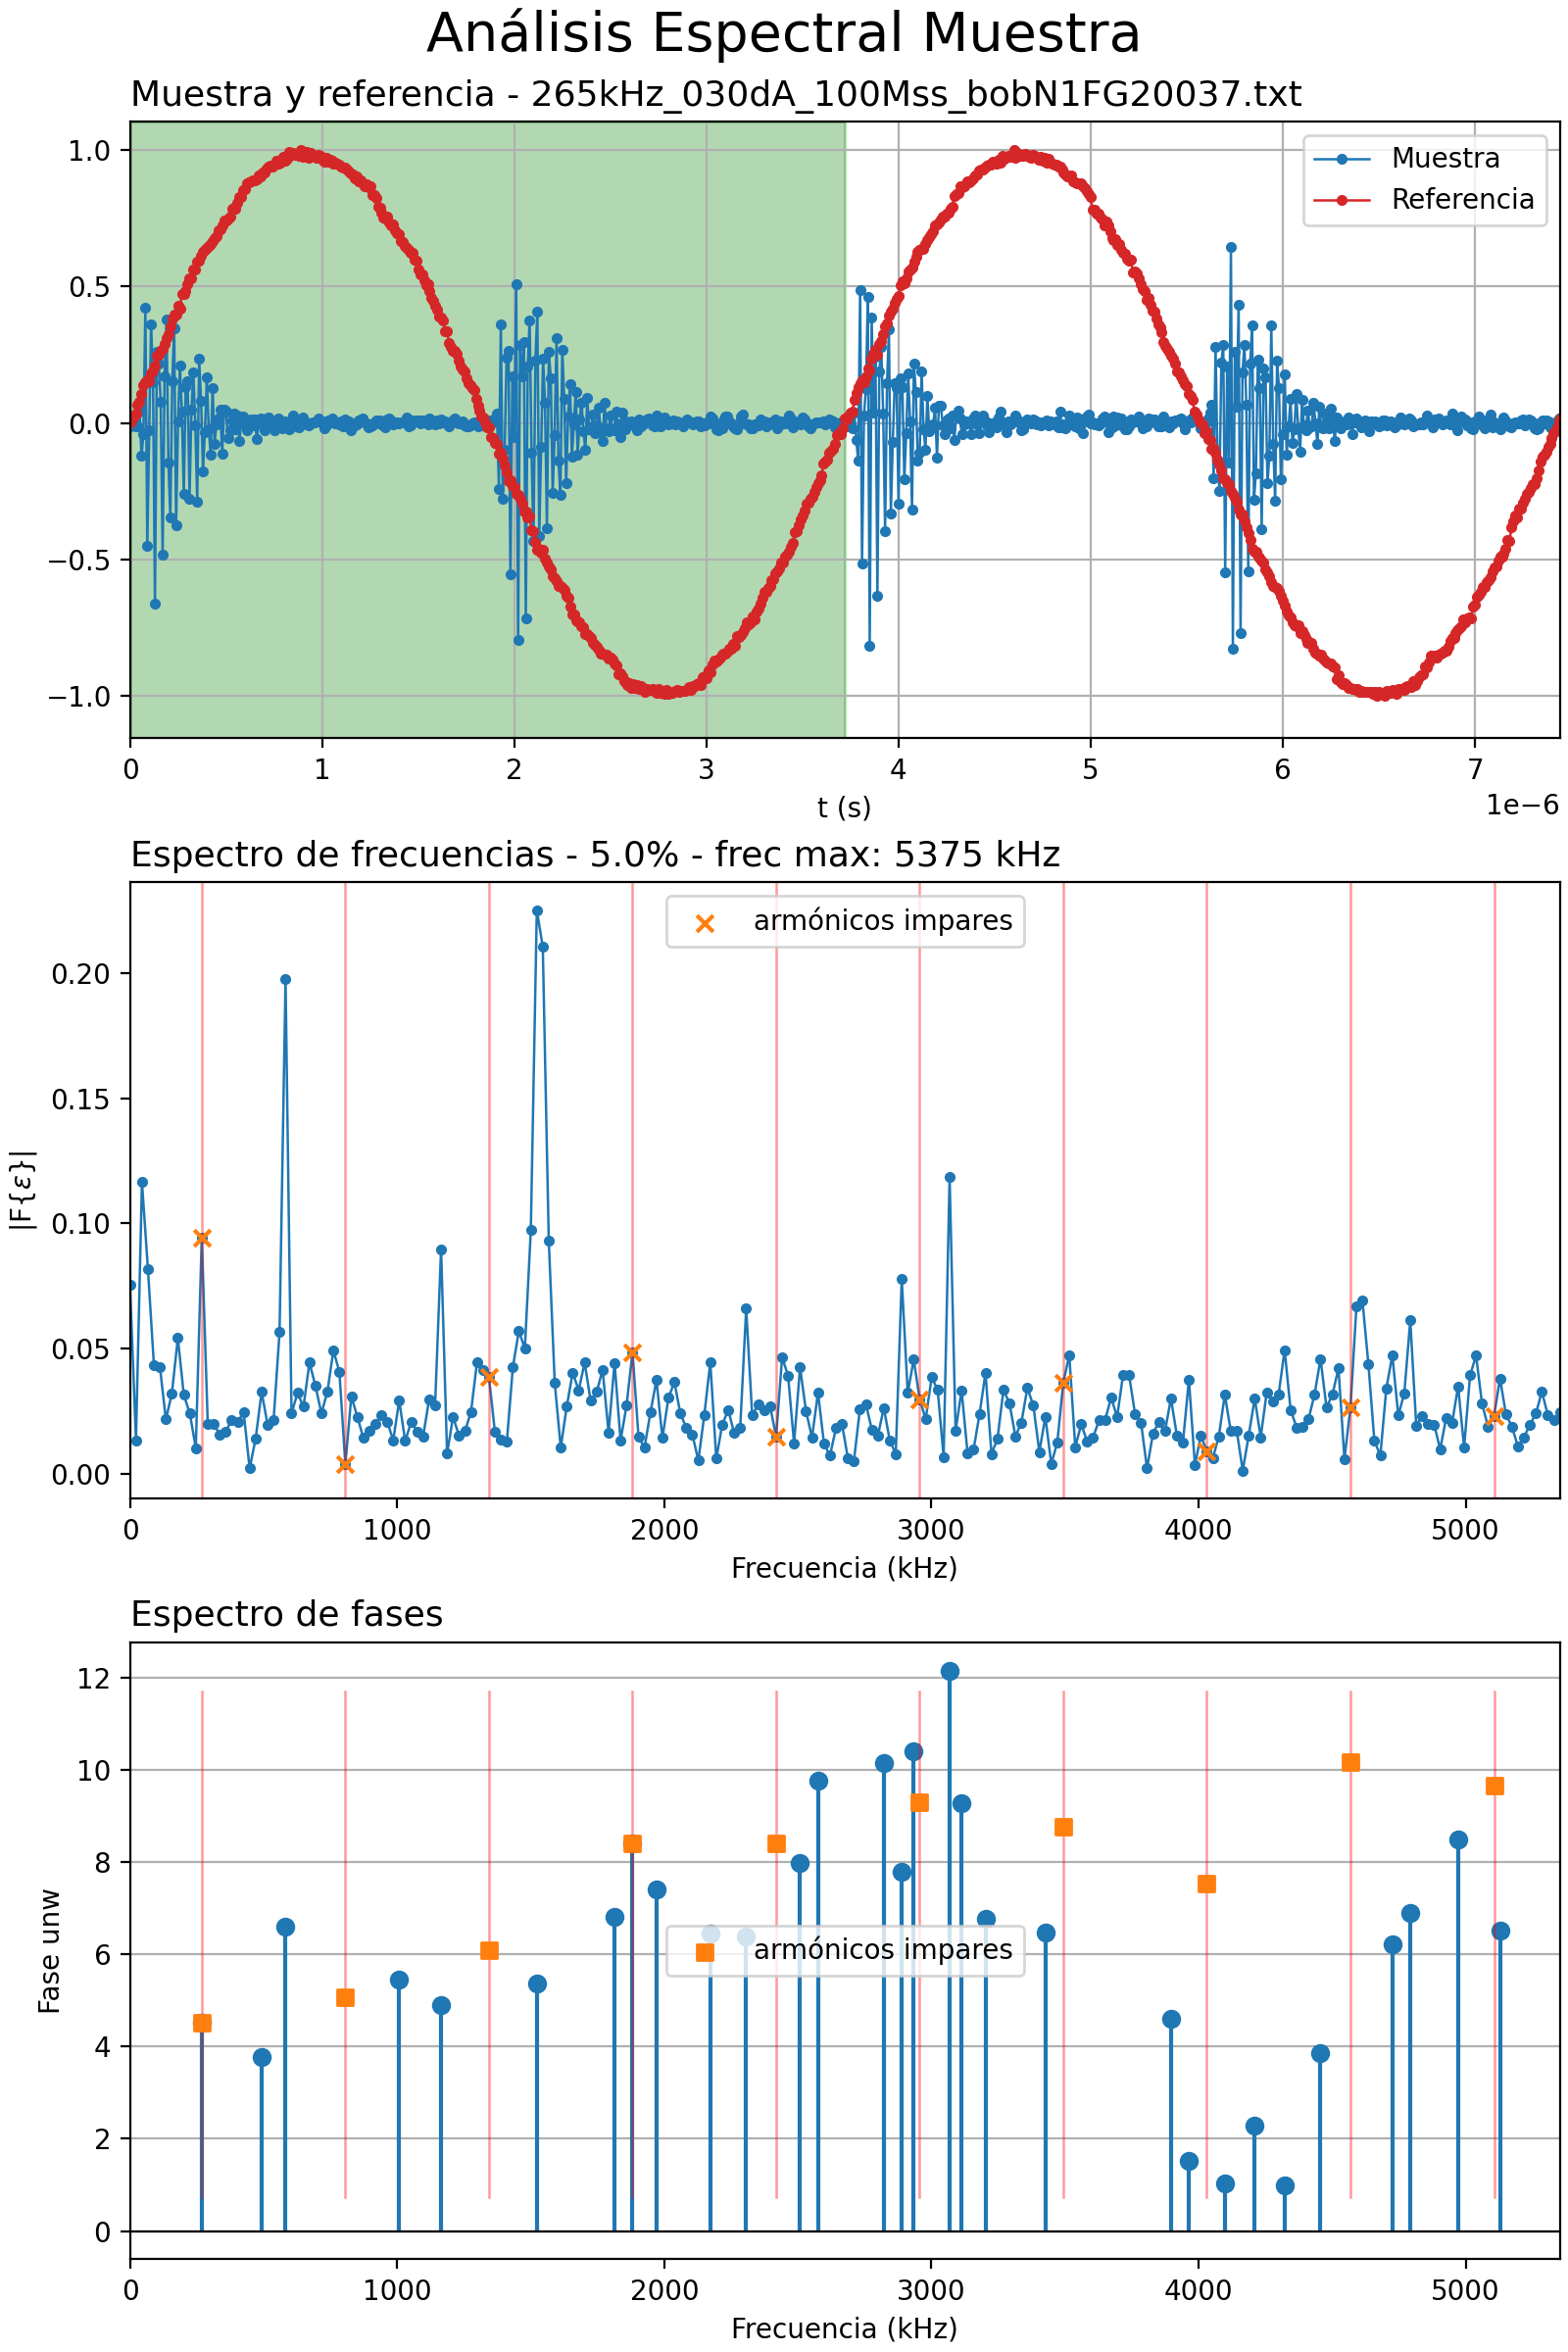 Análisis Espectral Muestra
Muestra y referencia - 265kHz_030dA_100Mss_bobN1FG20037.txt
Muestra
Referencia
1.0
0.5
0.0
−0.5
−1.0
0 1 2 3 4 5 6 7
1e−6
t (s)
Espectro de frecuencias - 5.0% - frec max: 5375 kHz
armónicos impares
0.20
0.15
0.10
0.05
0.00
|F{ε}|
0 1000 2000 3000 4000 5000
Frecuencia (kHz)
Espectro de fases
12
10
8
6
4
2
0
Fase unw
armónicos impares
0 1000 2000 3000 4000 5000
Frecuencia (kHz)